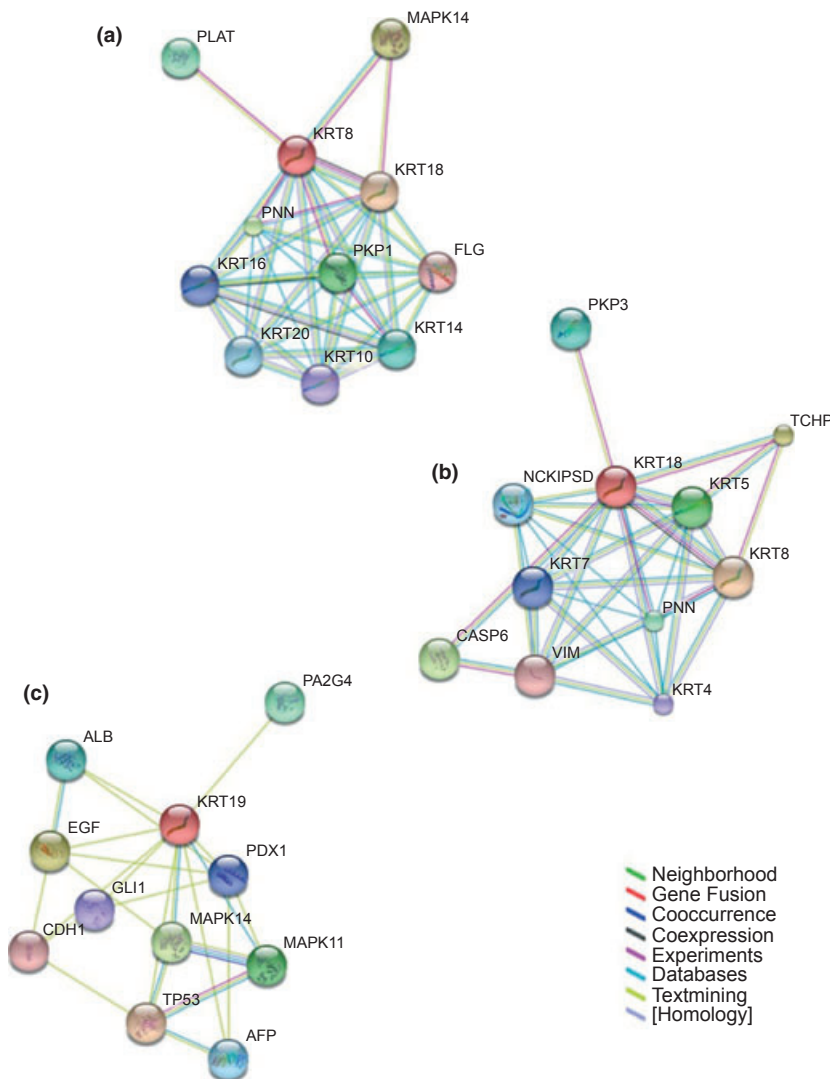 (a)
PLAT
MAPK14
KRT8
KRT18
PNN
PKP1
FLG
KRT16
KRT20
KRT14
KRT10
(b)
PKP3
TCHP
KRT18
NCKIPSD
KRT5
KRT8
KRT7
PNN
CASP6
VIM
KRT4
(c)
PA2G4
ALB
KRT19
EGF
PDX1
GLI1
MAPK14
CDH1
MAPK11
TP53
AFP
Neighborhood
Gene Fusion
Cooccurrence
Coexpression
Experiments
Databases
Textmining
[Homology]